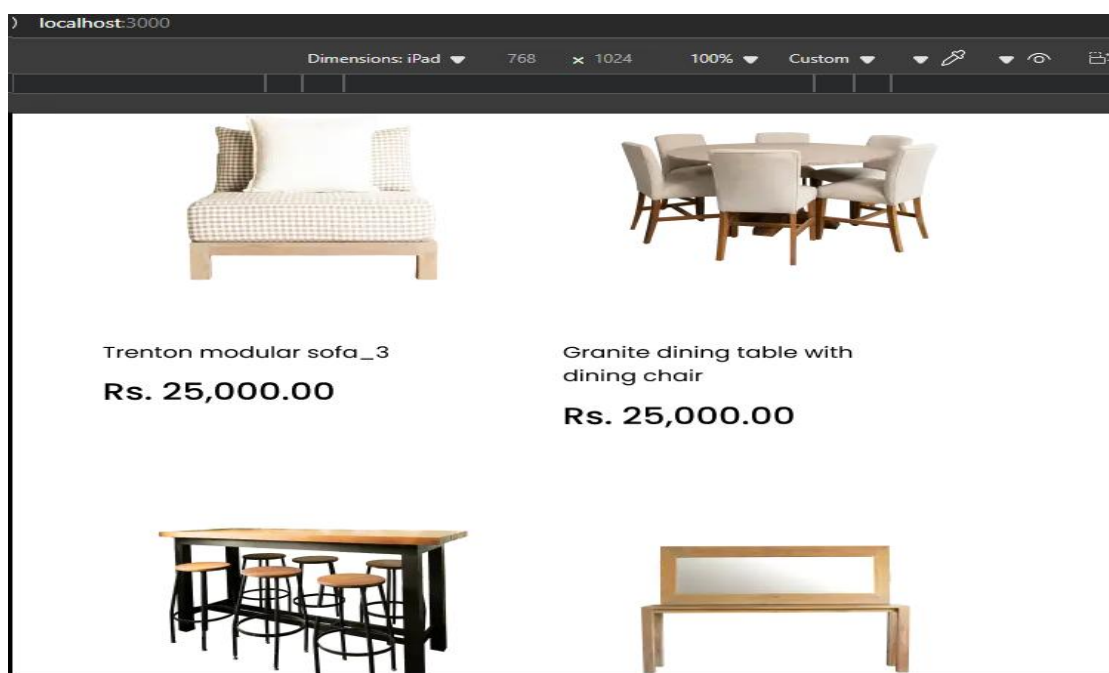 localhost:3000
Dimensions: iPad 768 × 1024 100% Custom
Trenton modular sofa_3
Rs. 25,000.00
Granite dining table with
dining chair
Rs. 25,000.00